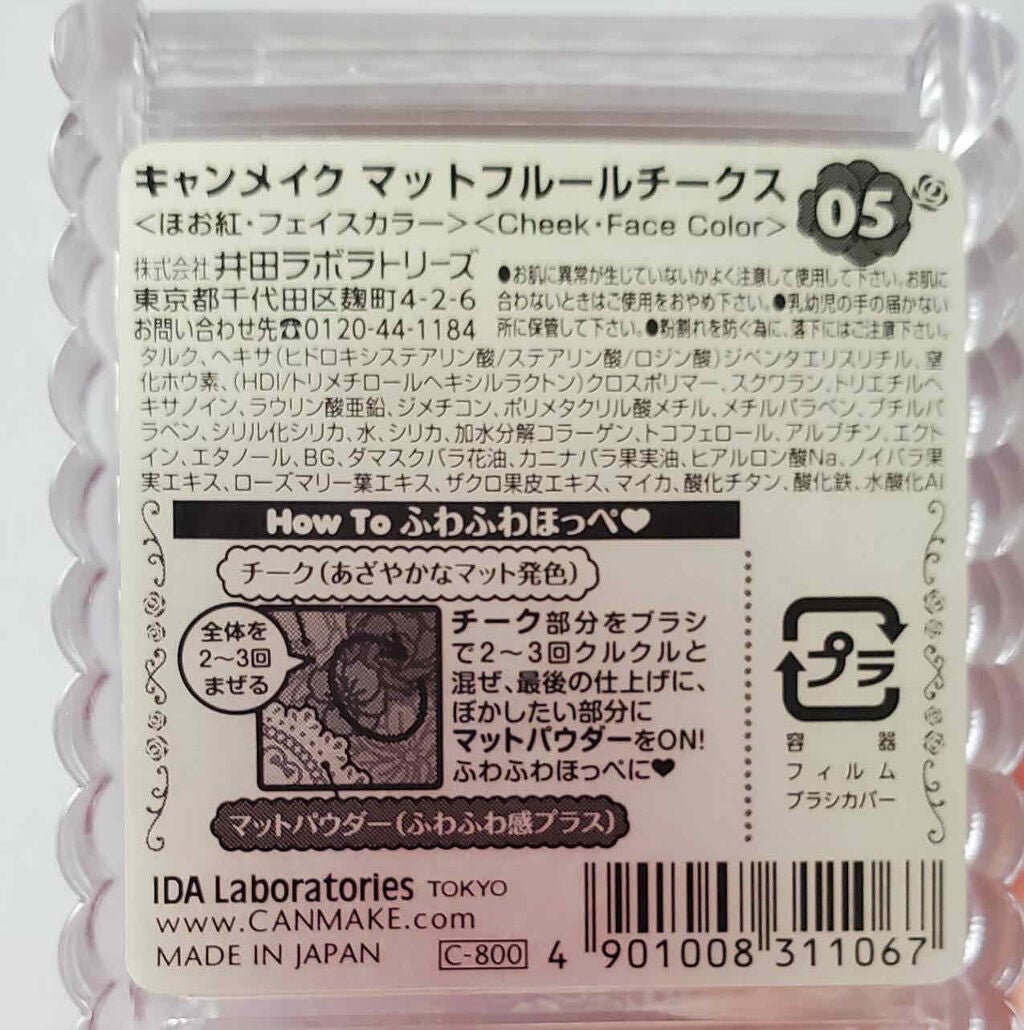 キャンメイク マットフルールチークス
05
<ほお紅・フェイスカラー><Cheek・Face Color>
株式会社 井田ラボラトリーズ
東京都千代田区麹町4-2-6
お問い合わせ先☎0120-44-1184
●お肌に異常が生じていないかよく注意して使用して下さい。お肌に
合わないときはご使用をおやめ下さい。●乳幼児の手の届かない
所に保管して下さい。●粉割れを防ぐ為に、落下にはご注意下さい。
タルク、ヘキサ(ヒドロキシステアリン酸/ステアリン酸/ロジン酸)ジペンタエリスリチル、窒
化ホウ素、(HDI/トリメチロールヘキシルラクトン)クロスポリマー、スクワラン、トリエチルヘ
キサノイン、ラウリン酸亜鉛、ジメチコン、ポリメタクリル酸メチル、メチルパラベン、ブチルパ
ラベン、シリル化シリカ、水、シリカ、加水分解コラーゲン、トコフェロール、アルブチン、エクト
イン、エタノール、BG、ダマスクバラ花油、カニナバラ果実油、ヒアルロン酸Na、ノイバラ果
実エキス、ローズマリー葉エキス、ザクロ果皮エキス、マイカ、酸化チタン、酸化鉄、水酸化Al
How To ふわふわほっぺ♥
チーク(あざやかなマット発色)
全体を
2〜3回
まぜる
チーク部分をブラシ
で2〜3回クルクルと
混ぜ、最後の仕上げに、
ぼかしたい部分に
マットパウダーをON!
ふわふわほっぺに♥
マットパウダー(ふわふわ感プラス)
プラ
容器
フィルム
ブラシカバー
IDA Laboratories TOKYO
www.CANMAKE.com
MADE IN JAPAN
C-800
4 901008 311067